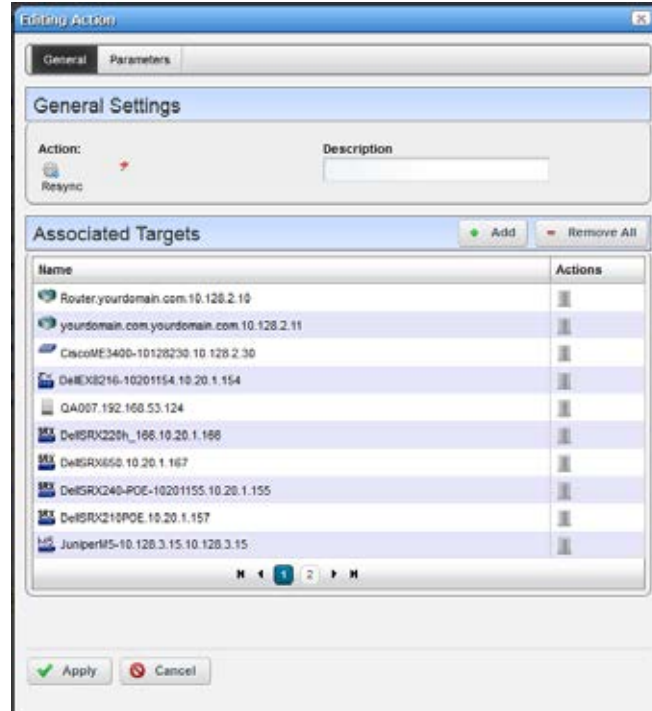 Editing Action
General Parameters
General Settings
Action: Description
Resync
Associated Targets Add Remove All
Name Actions
Router.yourdomain.com.10.128.2.10
yourdomain.com.yourdomain.com.10.128.2.11
CiscoME3400-10128230.10.128.2.30
DellEX8216-10201154.10.20.1.154
QA007.192.168.53.124
DellSRX220h_166.10.20.1.166
DellSRX650.10.20.1.167
DellSRX240-POE-10201155.10.20.1.155
DellSRX210POE.10.20.1.157
JuniperM5-10.128.3.15.10.128.3.15
1 2
Apply Cancel